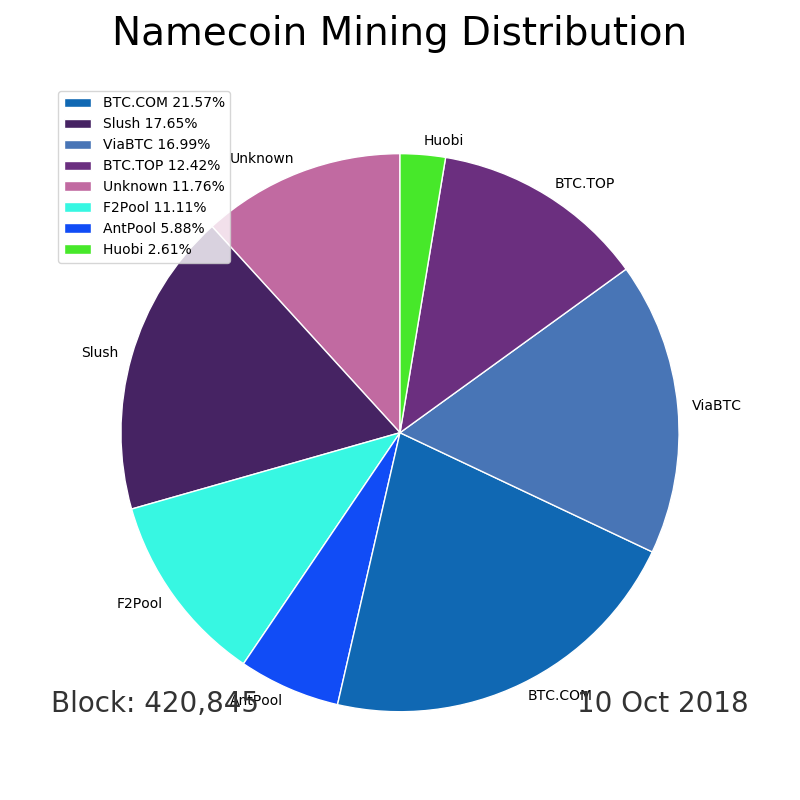 Namecoin Mining Distribution
BTC.COM 21.57%
Slush 17.65%
ViaBTC 16.99%
BTC.TOP 12.42%
Unknown 11.76%
F2Pool 11.11%
AntPool 5.88%
Huobi 2.61%
Huobi
Unknown
BTC.TOP
Slush
ViaBTC
F2Pool
AntPool
BTC.COM
Block: 420,845
10 Oct 2018